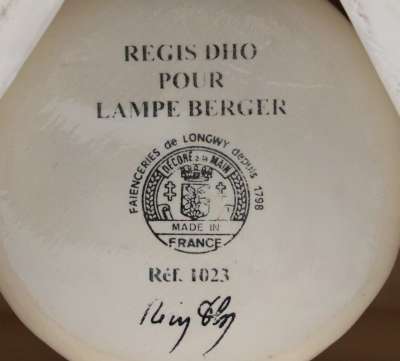 REGIS DHO
POUR
LAMPE BERGER
FAIENCERIES de LONGWY depuis 1798
DÉCORÉ à la MAIN
MADE IN
FRANCE
Réf. 1023